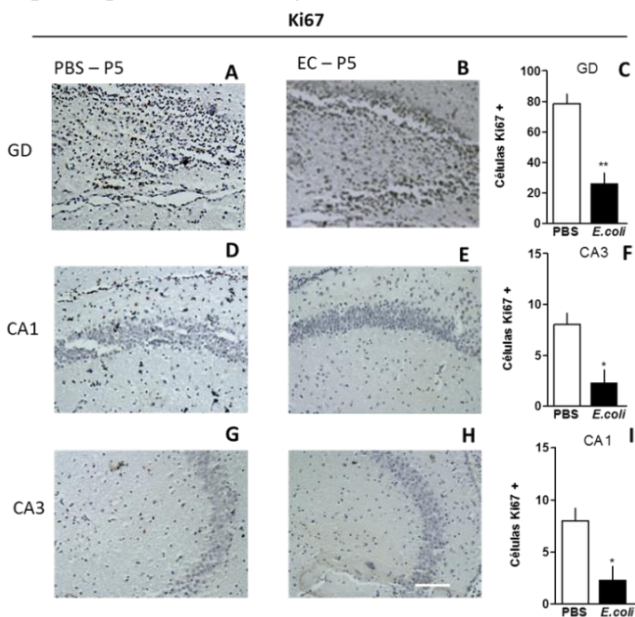 Ki67
PBS – P5
A
EC – P5
B
GD
C
GD
Células Ki67 +
100
80
60
40
20
0
**
PBS
E.coli
D
E
CA1
F
CA3
Células Ki67 +
15
10
5
0
*
PBS
E.coli
G
H
CA3
I
CA1
Células Ki67 +
15
10
5
0
*
PBS
E.coli